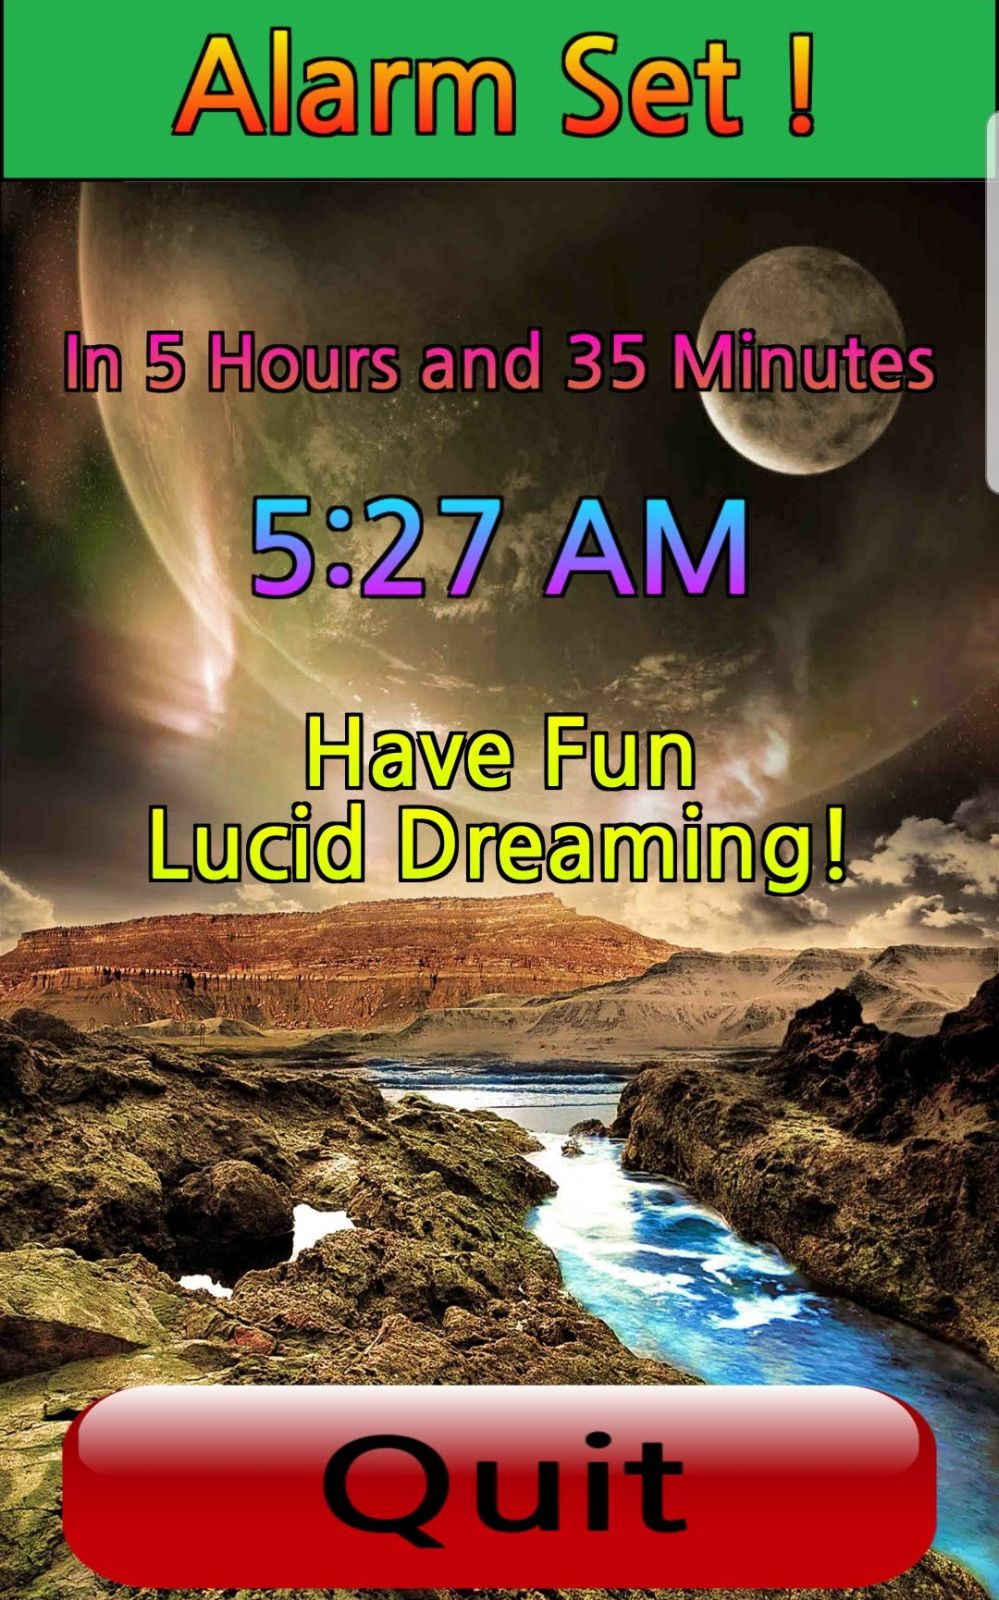 Alarm Set !
In 5 Hours and 35 Minutes
5:27 AM
Have Fun
Lucid Dreaming!
Quit